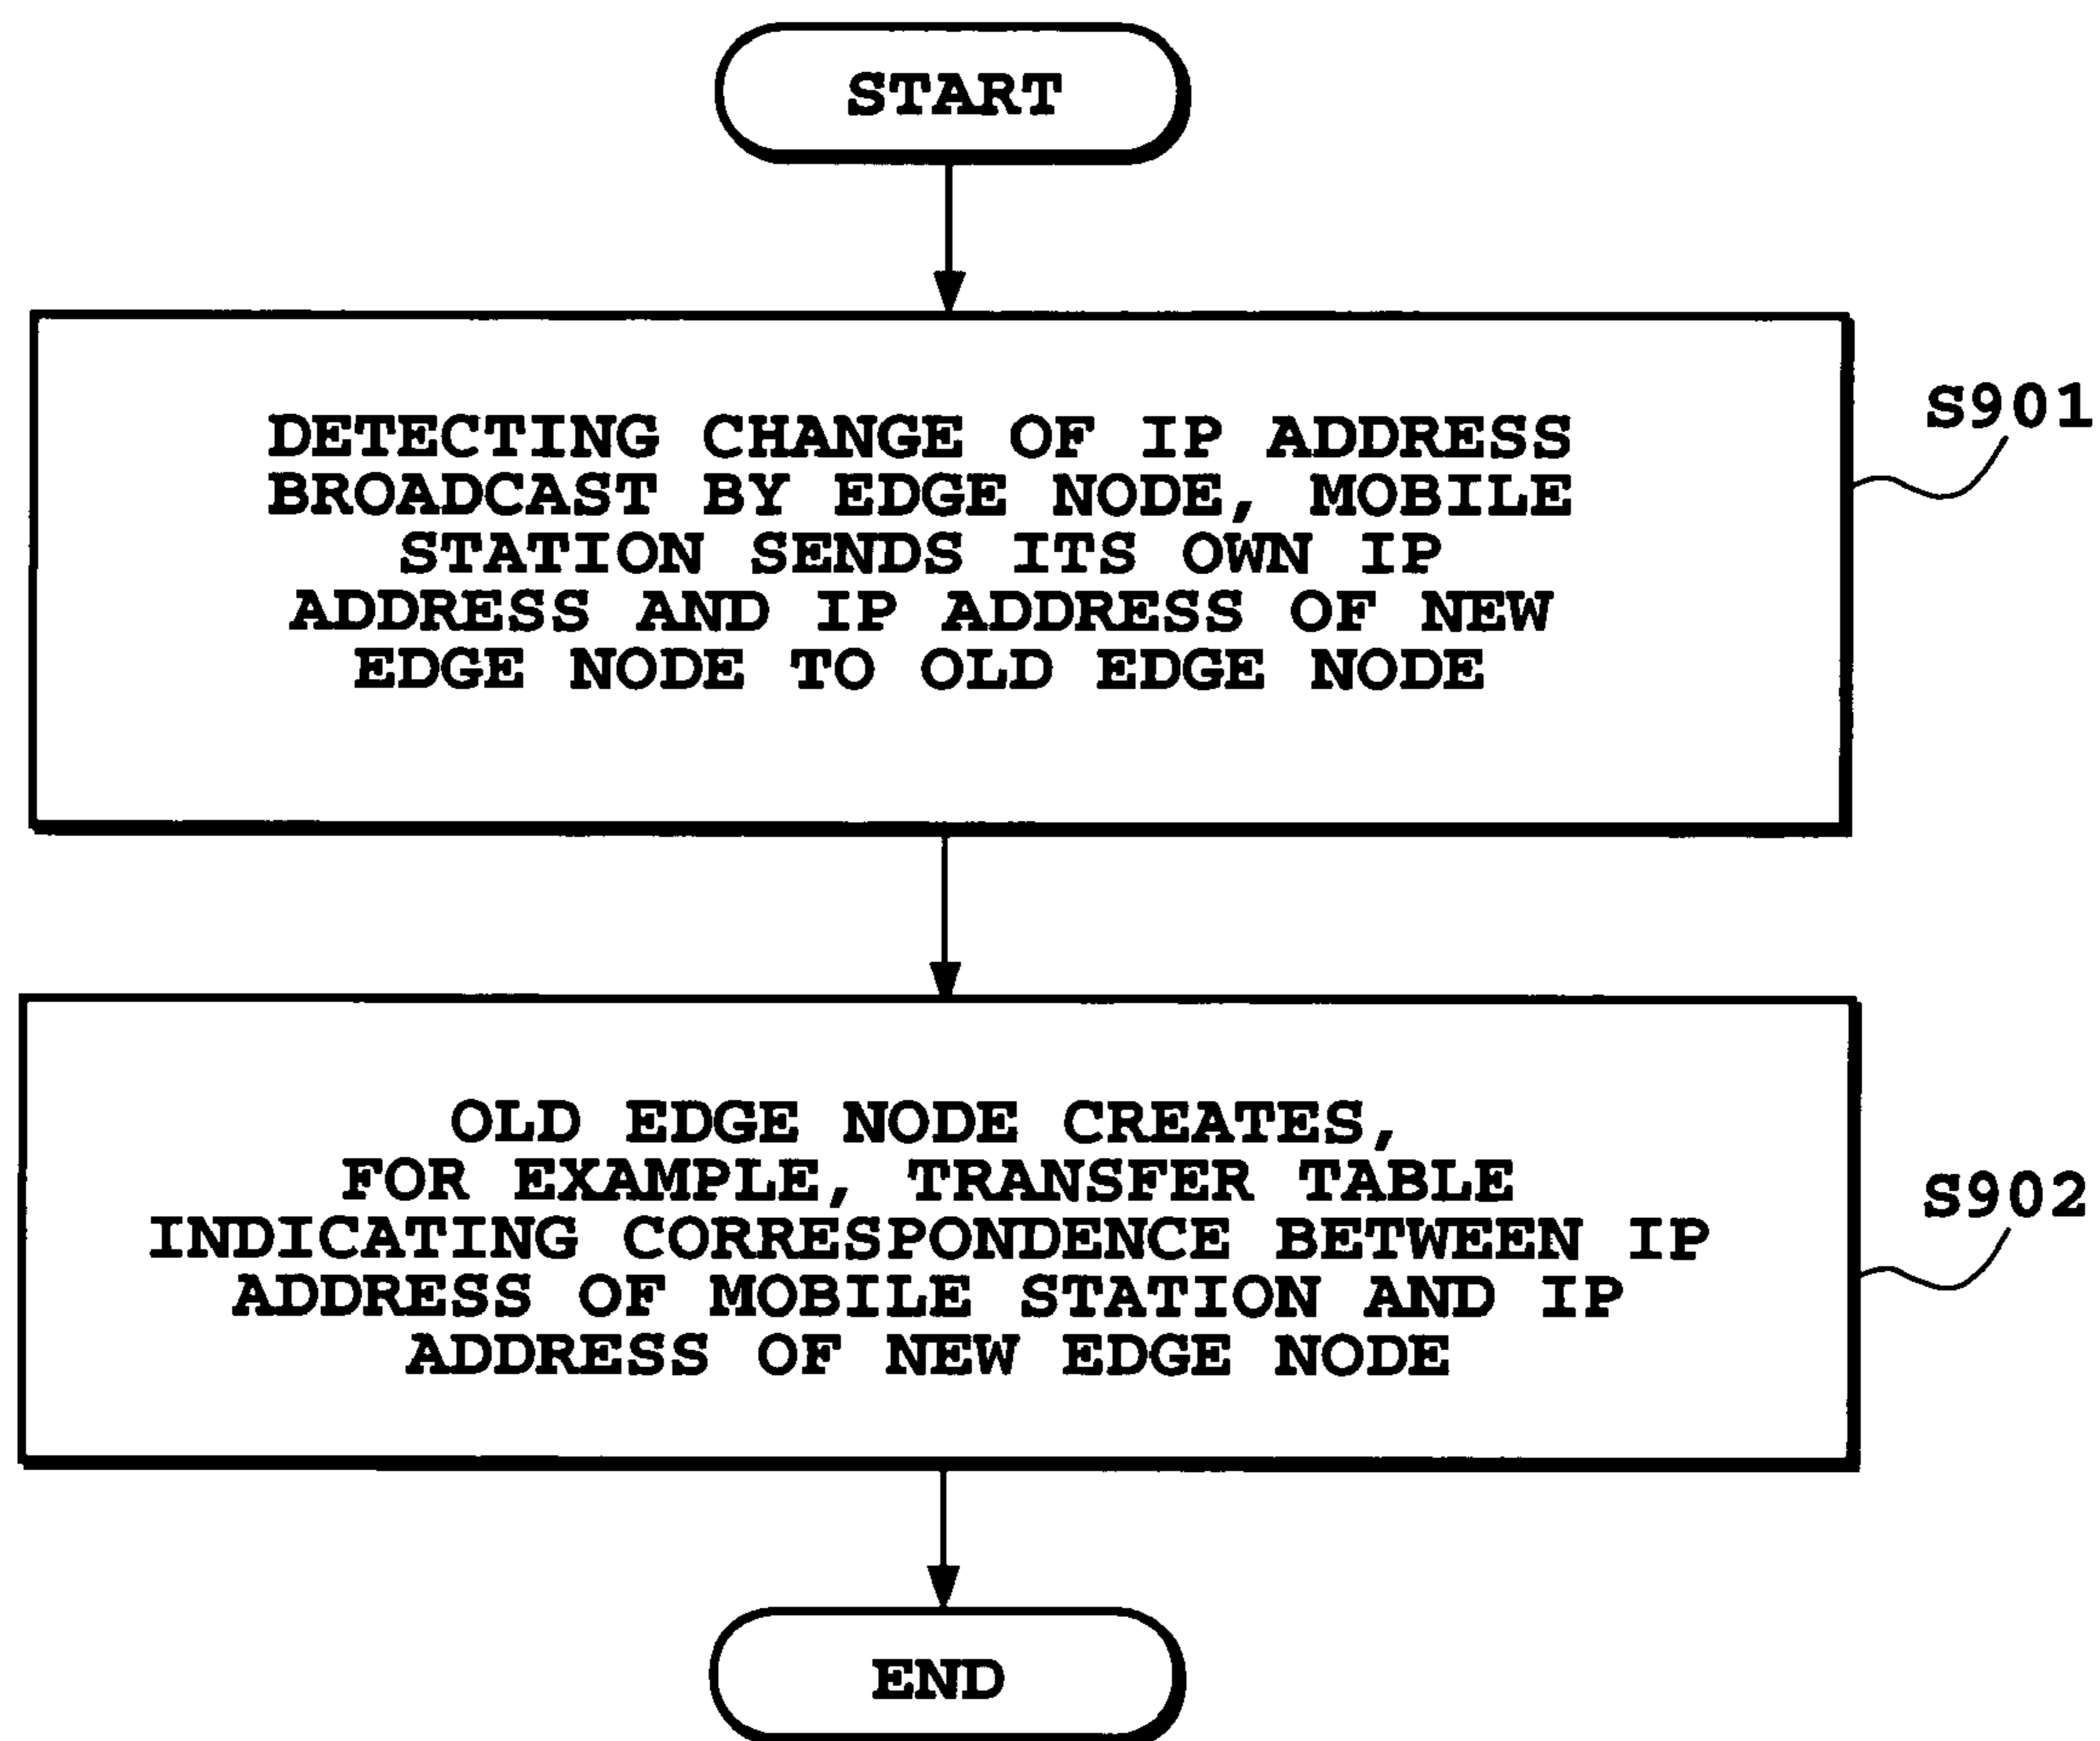 START
DETECTING CHANGE OF IP ADDRESS
BROADCAST BY EDGE NODE, MOBILE
STATION SENDS ITS OWN IP
ADDRESS AND IP ADDRESS OF NEW
EDGE NODE TO OLD EDGE NODE
S901
OLD EDGE NODE CREATES,
FOR EXAMPLE, TRANSFER TABLE
INDICATING CORRESPONDENCE BETWEEN IP
ADDRESS OF MOBILE STATION AND IP
ADDRESS OF NEW EDGE NODE
S902
END